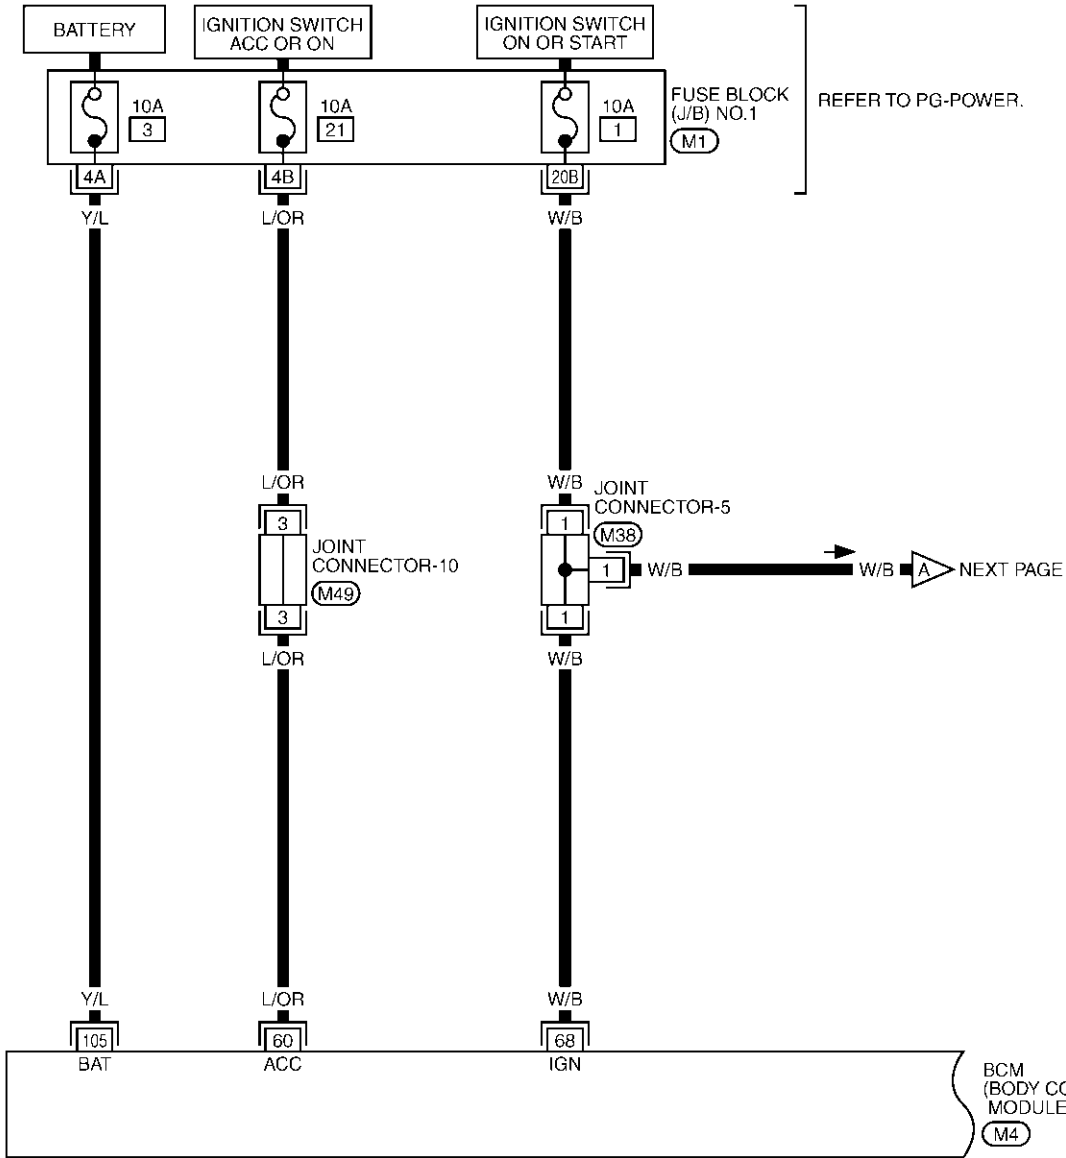 BATTERY
IGNITION SWITCH
ACC OR ON
IGNITION SWITCH
ON OR START
10A
3
10A
21
10A
1
FUSE BLOCK
(J/B) NO.1
M1
REFER TO PG-POWER.
4A
4B
20B
Y/L
L/OR
W/B
L/OR
W/B
3
JOINT
CONNECTOR-10
M49
3
1
JOINT
CONNECTOR-5
M38
1
W/B
W/B
A
NEXT PAGE
1
L/OR
W/B
Y/L
L/OR
W/B
105
60
68
BAT
ACC
IGN
BCM
(BODY CO
MODULE
M4